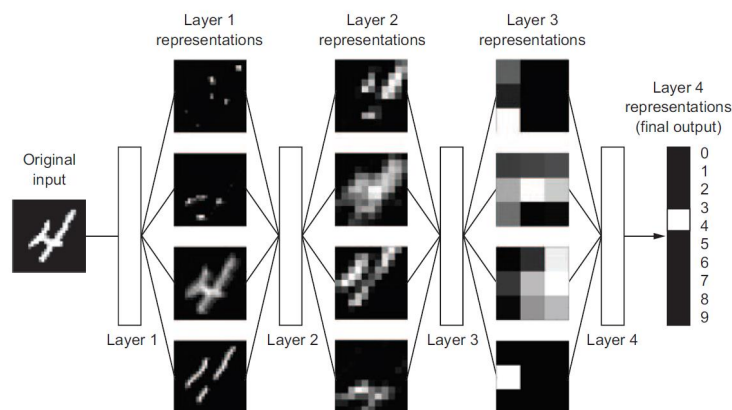 Layer 1
representations
Layer 2
representations
Layer 3
representations
Layer 4
representations
(final output)
Original
input
0
1
2
3
4
5
6
7
8
9
Layer 1
Layer 2
Layer 3
Layer 4